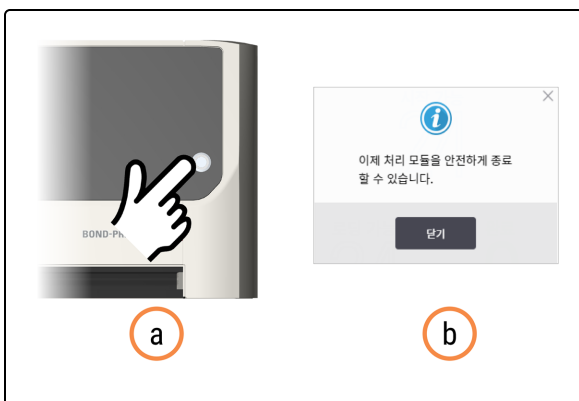 BOND-PR
이제 처리 모듈을 안전하게 종료
할 수 있습니다.
닫기
a
b